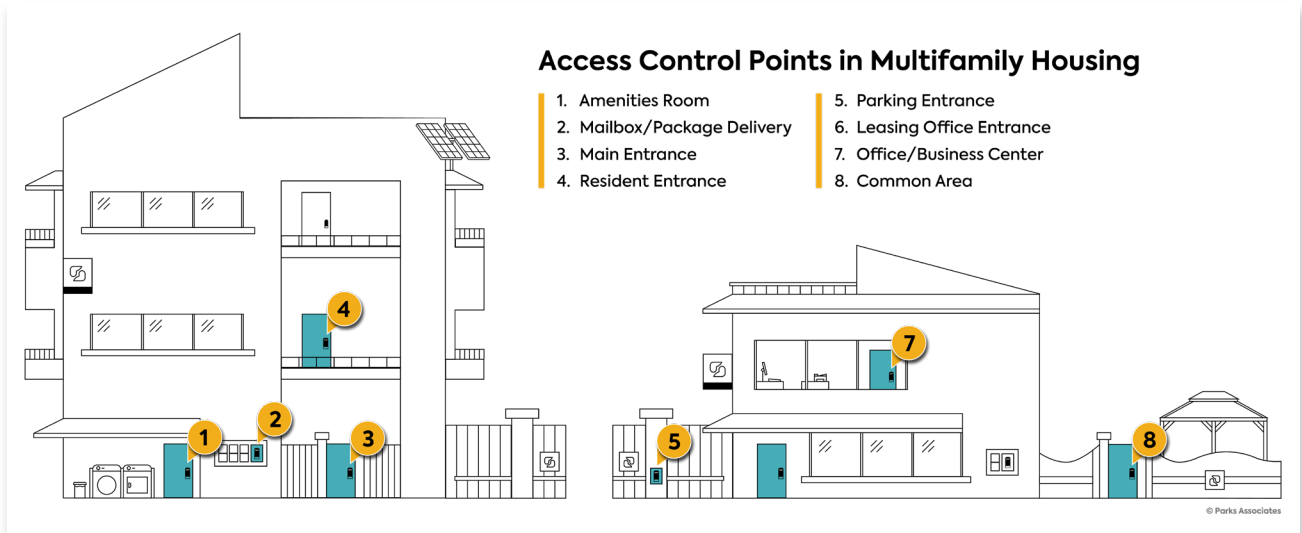 Access Control Points in Multifamily Housing
1. Amenities Room
2. Mailbox/Package Delivery
3. Main Entrance
4. Resident Entrance
5. Parking Entrance
6. Leasing Office Entrance
7. Office/Business Center
8. Common Area
4
7
1
2
3
5
8
© Parks Associates